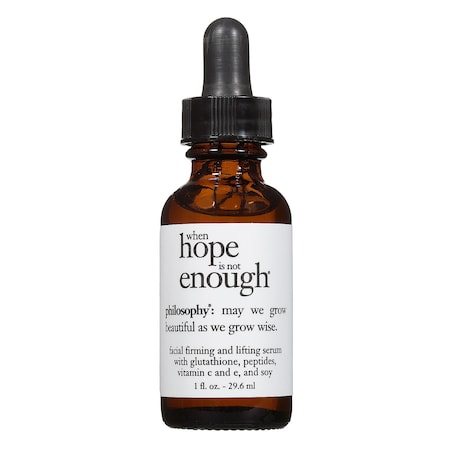 when
hope
is not
enough®
philosophy®: may we grow
beautiful as we grow wise.
facial firming and lifting serum
with glutathione, peptides,
vitamin c and e, and soy
1 fl. oz. - 29.6 ml